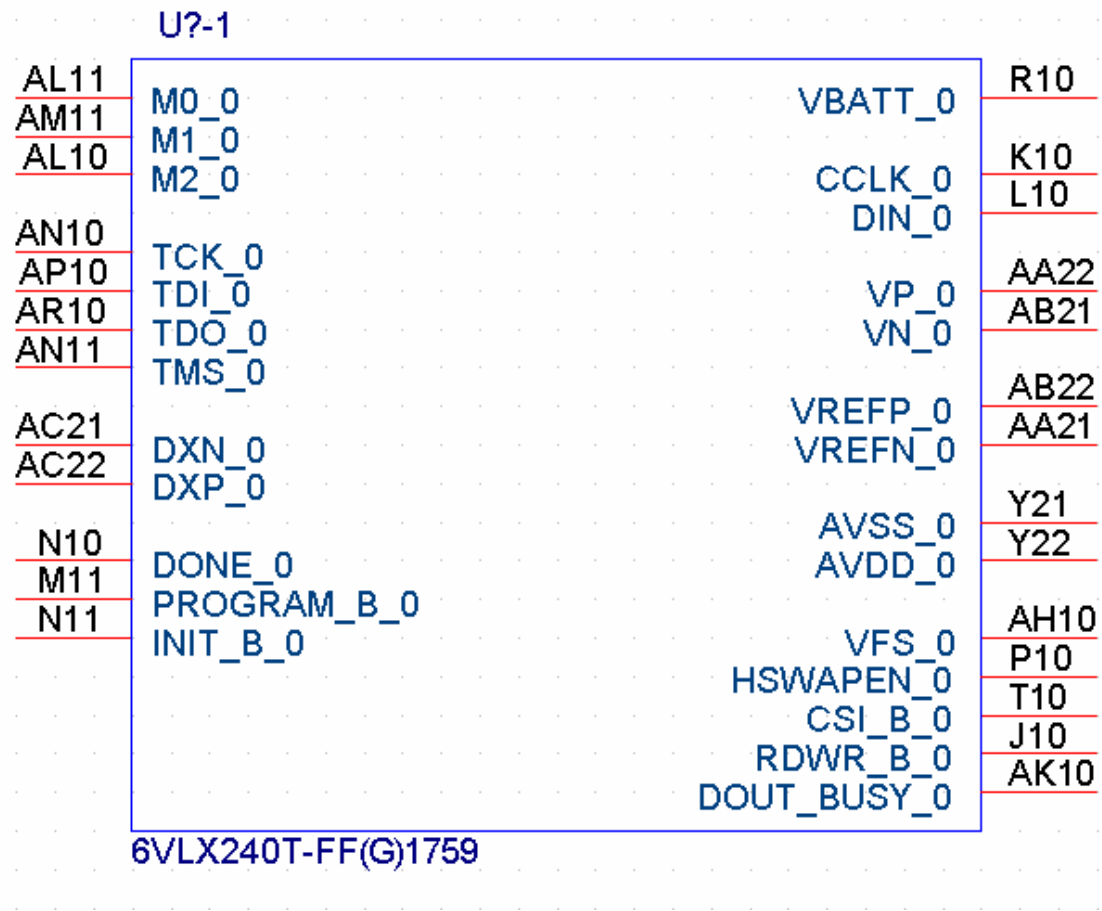 U?-1
AL11 M0_0 VBATT_0 R10
AM11 M1_0
AL10 M2_0 CCLK_0 K10
DIN_0 L10
AN10 TCK_0
AP10 TDI_0 VP_0 AA22
AR10 TDO_0 VN_0 AB21
AN11 TMS_0
VREFP_0 AB22
AC21 DXN_0 VREFN_0 AA21
AC22 DXP_0
AVSS_0 Y21
N10 DONE_0 AVDD_0 Y22
M11 PROGRAM_B_0
N11 INIT_B_0 VFS_0 AH10
HSWAPEN_0 P10
CSI_B_0 T10
RDWR_B_0 J10
DOUT_BUSY_0 AK10
6VLX240T-FF(G)1759